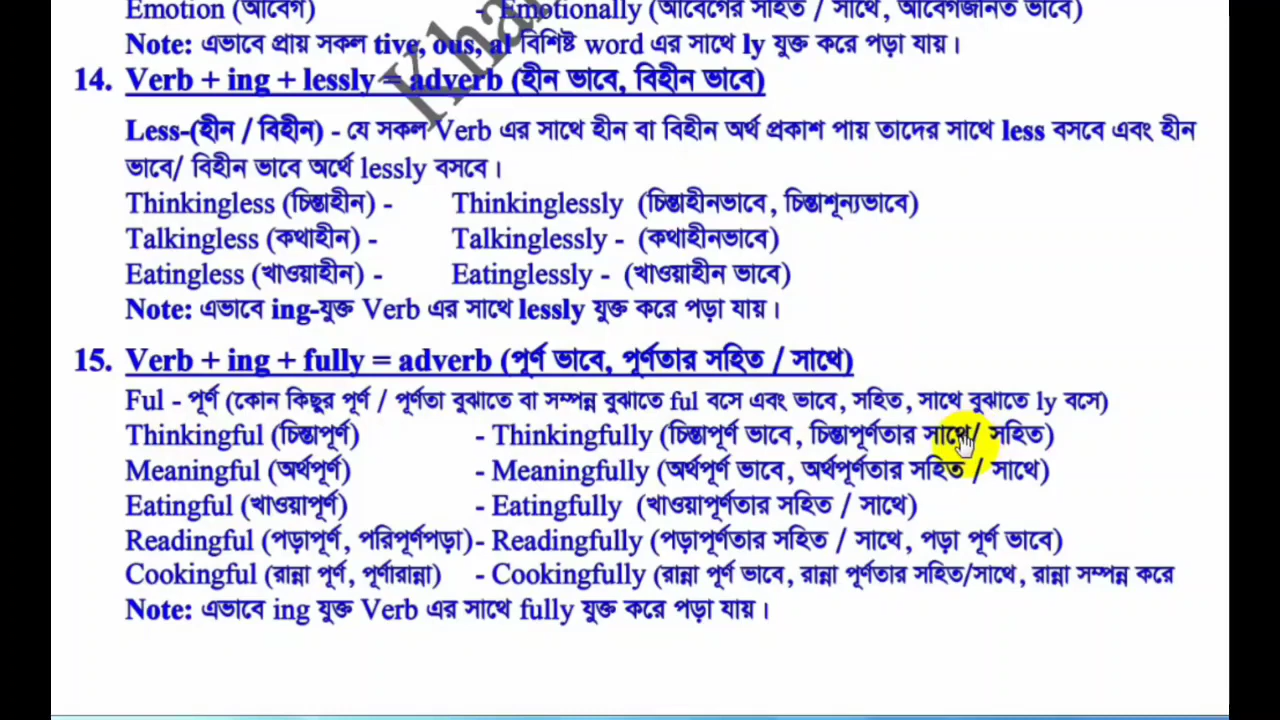 Emotion (আবেগ) - Emotionally (আবেগের সহিত / সাথে, আবেগজনিত ভাবে)
Note: এভাবে প্রায় সকল tive, ous, al বিশিষ্ট word এর সাথে ly যুক্ত করে পড়া যায়।
14. Verb + ing + lessly = adverb (হীন ভাবে, বিহীন ভাবে)
Less-(হীন / বিহীন) - যে সকল Verb এর সাথে হীন বা বিহীন অর্থ প্রকাশ পায় তাদের সাথে less বসবে এবং হীন
ভাবে/ বিহীন ভাবে অর্থে lessly বসবে।
Thinkingless (চিন্তাহীন) - Thinkinglessly (চিন্তাহীনভাবে, চিন্তাশূন্যভাবে)
Talkingless (কথাহীন) - Talkinglessly - (কথাহীনভাবে)
Eatingless (খাওয়াহীন) - Eatinglessly - (খাওয়াহীন ভাবে)
Note: এভাবে ing-যুক্ত Verb এর সাথে lessly যুক্ত করে পড়া যায়।
15. Verb + ing + fully = adverb (পূর্ণ ভাবে, পূর্ণতার সহিত / সাথে)
Ful - পূর্ণ (কোন কিছুর পূর্ণ / পূর্ণতা বুঝাতে বা সম্পন্ন বুঝাতে ful বসে এবং ভাবে, সহিত, সাথে বুঝাতে ly বসে)
Thinkingful (চিন্তাপূর্ণ) - Thinkingfully (চিন্তাপূর্ণ ভাবে, চিন্তাপূর্ণতার সাথে/ সহিত)
Meaningful (অর্থপূর্ণ) - Meaningfully (অর্থপূর্ণ ভাবে, অর্থপূর্ণতার সহিত / সাথে)
Eatingful (খাওয়াপূর্ণ) - Eatingfully (খাওয়াপূর্ণতার সহিত / সাথে)
Readingful (পড়াপূর্ণ, পরিপূর্ণপড়া)- Readingfully (পড়াপূর্ণতার সহিত / সাথে, পড়া পূর্ণ ভাবে)
Cookingful (রান্না পূর্ণ, পূর্ণরান্না) - Cookingfully (রান্না পূর্ণ ভাবে, রান্না পূর্ণতার সহিত/সাথে, রান্না সম্পন্ন করে
Note: এভাবে ing যুক্ত Verb এর সাথে fully যুক্ত করে পড়া যায়।